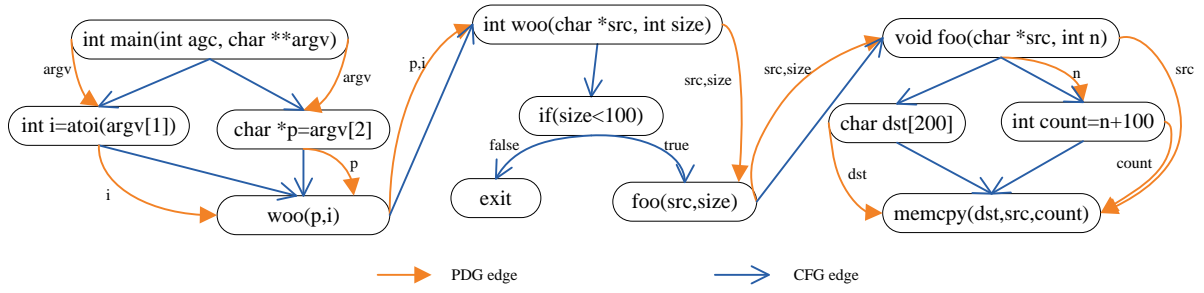 int main(int agc, char **argv)
argv
argv
int i=atoi(argv[1])
char *p=argv[2]
i
p
woo(p,i)
p,i
int woo(char *src, int size)
if(size<100)
false
true
exit
foo(src,size)
src,size
src,size
void foo(char *src, int n)
n
src
char dst[200]
int count=n+100
dst
count
memcpy(dst,src,count)
PDG edge
CFG edge